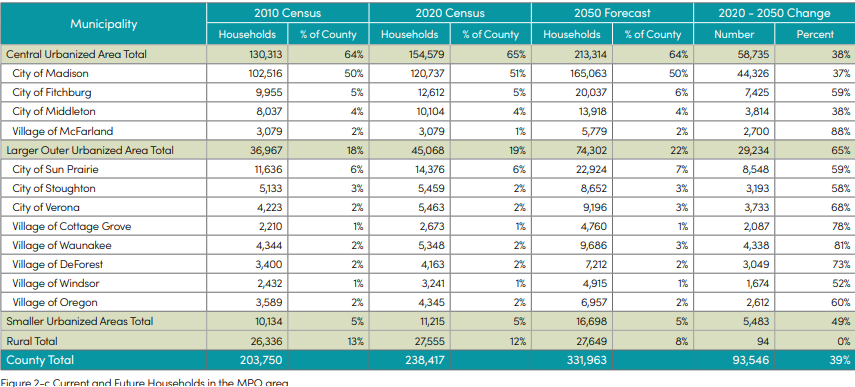 Municipality 2010 Census 2020 Census 2050 Forecast 2020 - 2050 Change
Households % of County Households % of County Households % of County Number Percent
Central Urbanized Area Total 130,313 64% 154,579 65% 213,314 64% 58,735 38%
City of Madison 102,516 50% 120,737 51% 165,063 50% 44,326 37%
City of Fitchburg 9,955 5% 12,612 5% 20,037 6% 7,425 59%
City of Middleton 8,037 4% 10,104 4% 13,918 4% 3,814 38%
Village of McFarland 3,079 2% 3,079 1% 5,779 2% 2,700 88%
Larger Outer Urbanized Area Total 36,967 18% 45,068 19% 74,302 22% 29,234 65%
City of Sun Prairie 11,636 6% 14,376 6% 22,924 7% 8,548 59%
City of Stoughton 5,133 3% 5,459 2% 8,652 3% 3,193 58%
City of Verona 4,223 2% 5,463 2% 9,196 3% 3,733 68%
Village of Cottage Grove 2,210 1% 2,673 1% 4,760 1% 2,087 78%
Village of Waunakee 4,344 2% 5,348 2% 9,686 3% 4,338 81%
Village of DeForest 3,400 2% 4,163 2% 7,212 2% 3,049 73%
Village of Windsor 2,432 1% 3,241 1% 4,915 1% 1,674 52%
Village of Oregon 3,589 2% 4,345 2% 6,957 2% 2,612 60%
Smaller Urbanized Areas Total 10,134 5% 11,215 5% 16,698 5% 5,483 49%
Rural Total 26,336 13% 27,555 12% 27,649 8% 94 0%
County Total 203,750 238,417 331,963 93,546 39%
Figure 2-c Current and Future Households in the MPO area